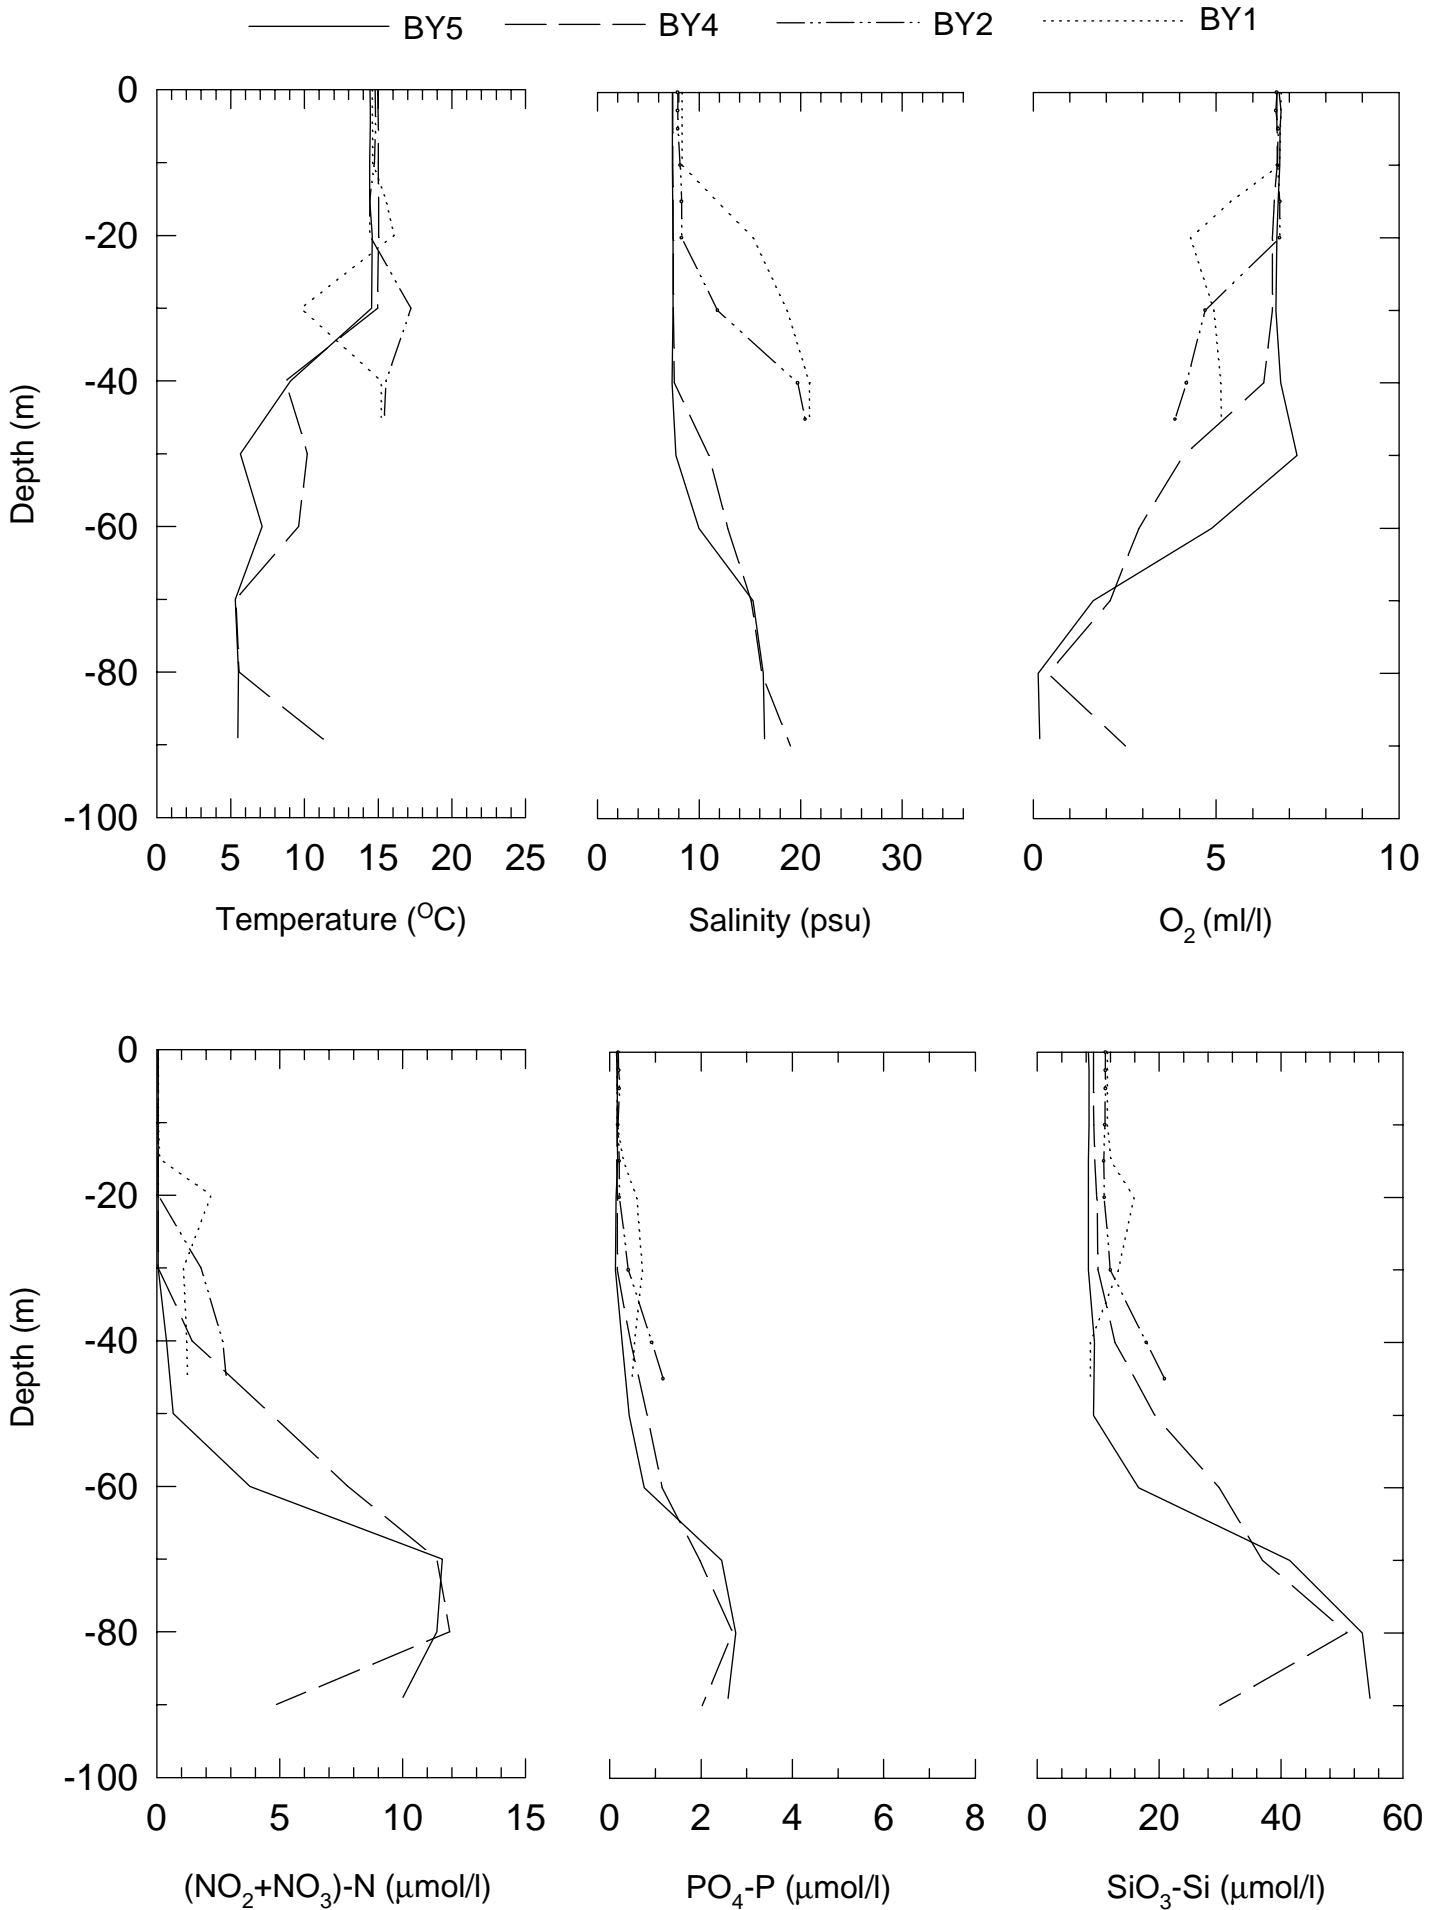 BY5 BY4 BY2 BY1
0
-20
-40
-60
-80
-100
Depth (m)
0 5 10 15 20 25
0 10 20 30
0 5 10
Temperature (OC)
Salinity (psu)
O2 (ml/l)
0
-20
-40
-60
-80
-100
Depth (m)
0 5 10 15
0 2 4 6 8
0 20 40 60
(NO2+NO3)-N (μmol/l)
PO4-P (μmol/l)
SiO3-Si (μmol/l)